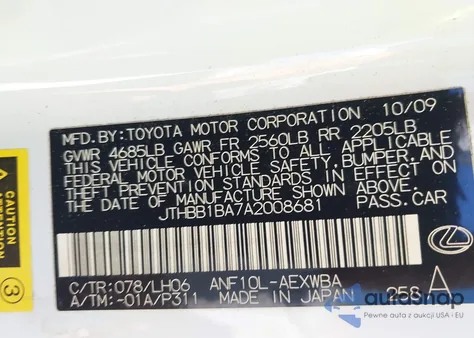 MFD. BY: TOYOTA MOTOR CORPORATION 10/09
GVWR 4685LB GAWR FR 2560LB RR 2205LB
THIS VEHICLE CONFORMS TO ALL APPLICABLE
FEDERAL MOTOR VEHICLE SAFETY, BUMPER, AND
THEFT PREVENTION STANDARDS IN EFFECT ON
THE DATE OF MANUFACTURE SHOWN ABOVE.
JTHBB1BA7A2008681 PASS. CAR
C/TR: 078/LH06 ANF10L-AEXWBA
A/TM: -01A/P311 MADE IN JAPAN 258 A
CAUTION
3
autosnap
Pewne auta z USA i EU